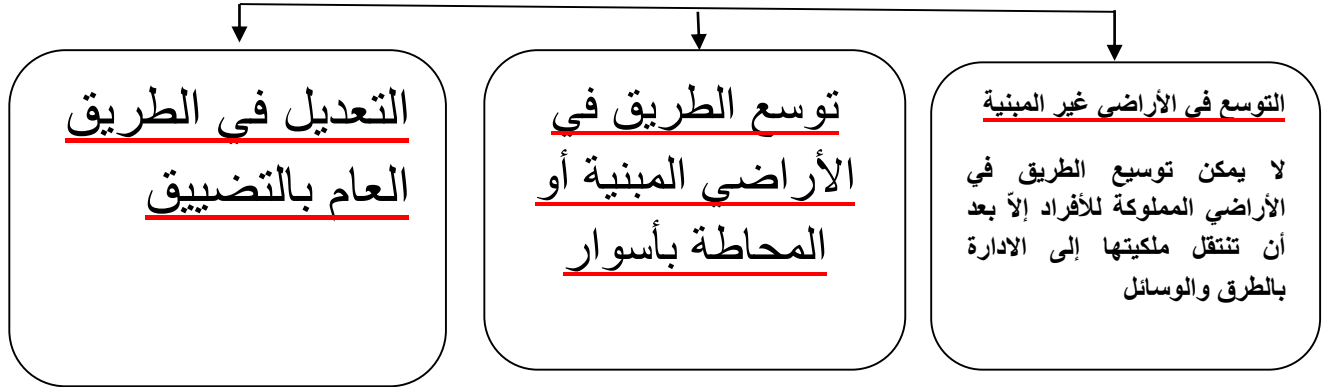 التوسع في الأراضي غير المبنية
لا يمكن توسيع الطريق في
الأراضي المملوكة للأفراد إلاّ بعد
أن تنتقل ملكيتها إلى الادارة
بالطرق والوسائل
توسع الطريق في
الأراضي المبنية أو
المحاطة بأسوار
التعديل في الطريق
العام بالتضييق